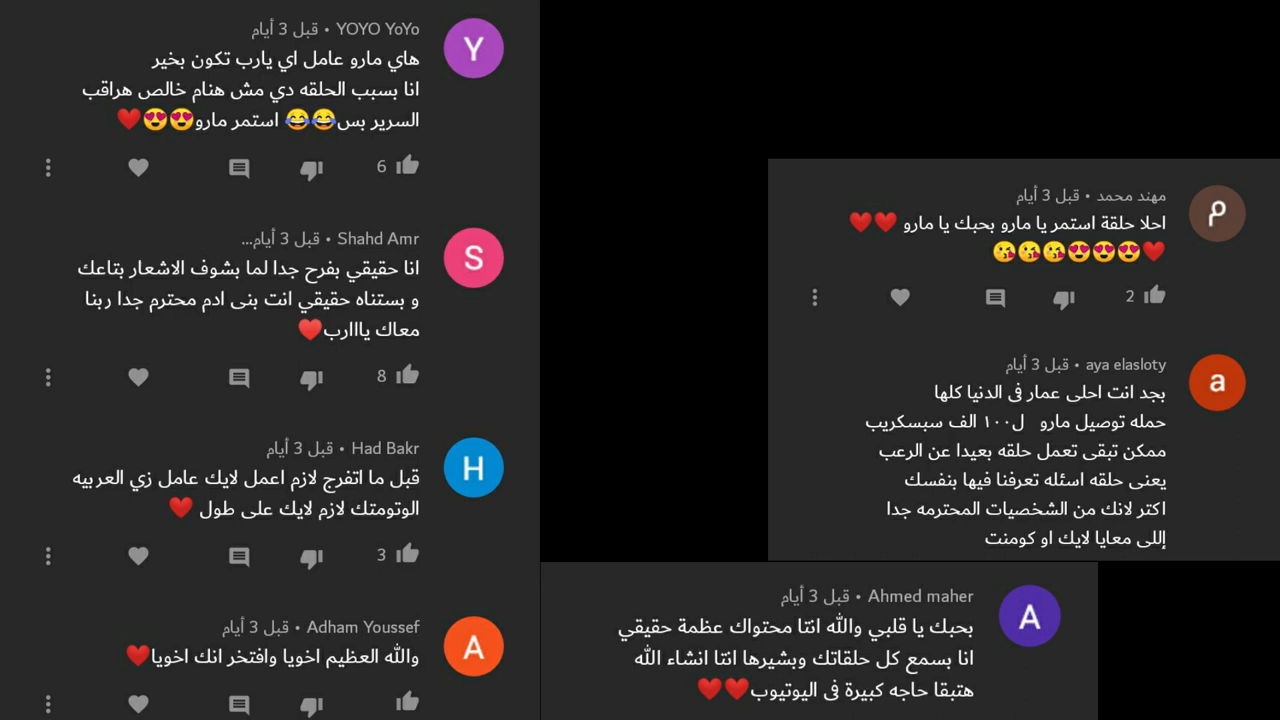 YOYO YoYo • قبل 3 أيام
Y
هاي مارو عامل اي يارب تكون بخير
انا بسبب الحلقه دي مش هنام خالص هراقب
السرير بس😂😂 استمر مارو😍😍❤️
6
Shahd Amr • قبل 3 أيام...
S
انا حقيقي بفرح جدا لما بشوف الاشعار بتاعك
و بستناه حقيقي انت بنى ادم محترم جدا ربنا
معاك يااارب❤️
8
Had Bakr • قبل 3 أيام
H
قبل ما اتفرج لازم اعمل لايك عامل زي العربيه
الوتومتك لازم لايك على طول ❤️
3
Adham Youssef • قبل 3 أيام
A
والله العظيم اخويا وافتخر انك اخويا❤️
مهند محمد • قبل 3 أيام
م
احلا حلقة استمر يا مارو بحبك يا مارو ❤️❤️
❤️😍😍😍😘😘😘
2
aya elasloty • قبل 3 أيام
a
بجد انت احلى عمار فى الدنيا كلها
حمله توصيل مارو ل١٠٠ الف سبسكريب
ممكن تبقى تعمل حلقه بعيدا عن الرعب
يعنى حلقه اسئله تعرفنا فيها بنفسك
اكتر لانك من الشخصيات المحترمه جدا
إللى معايا لايك او كومنت
Ahmed maher • قبل 3 أيام
A
بحبك يا قلبي والله انتا محتواك عظمة حقيقي
انا بسمع كل حلقاتك وبشيرها انتا انشاء الله
هتبقا حاجه كبيرة فى اليوتيوب❤️❤️